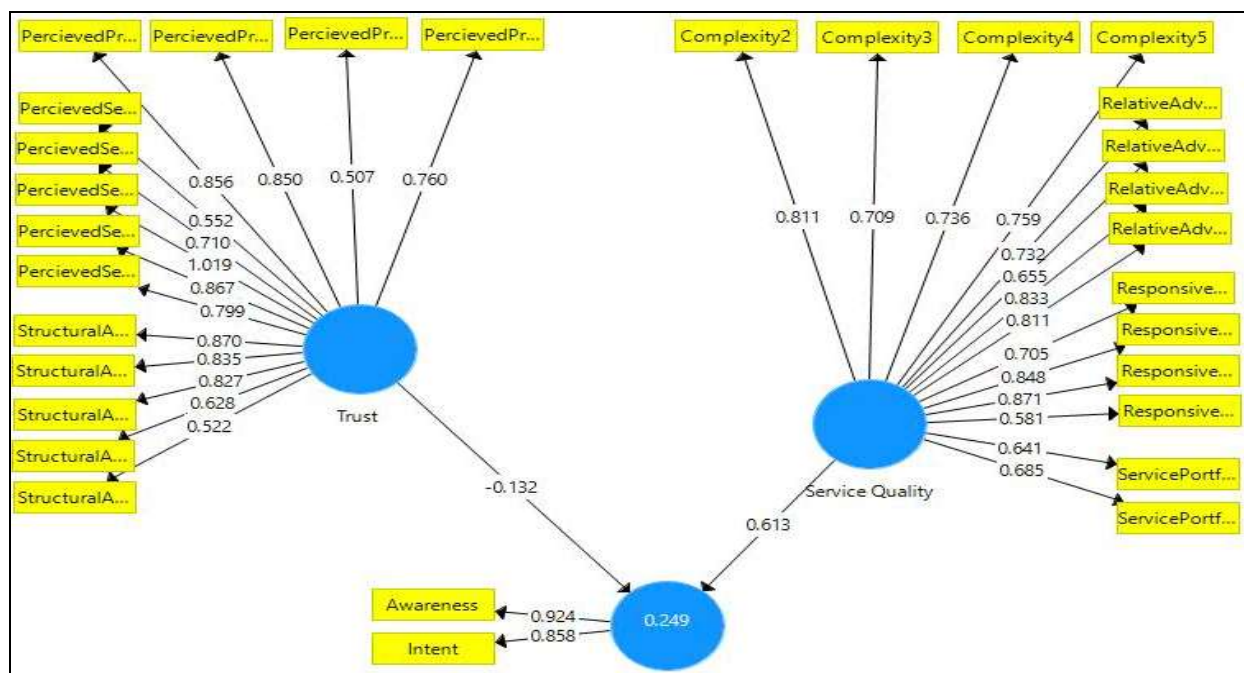 PercievedPr...
PercievedPr...
PercievedPr...
PercievedPr...
PercievedSe...
PercievedSe...
PercievedSe...
PercievedSe...
PercievedSe...
StructuralA...
StructuralA...
StructuralA...
StructuralA...
StructuralA...
0.856
0.850
0.507
0.760
0.552
0.710
1.019
0.867
0.799
0.870
0.835
0.827
0.628
0.522
Trust
-0.132
Complexity2
Complexity3
Complexity4
Complexity5
RelativeAdv...
RelativeAdv...
RelativeAdv...
RelativeAdv...
Responsive...
Responsive...
Responsive...
Responsive...
ServicePortf...
ServicePortf...
0.811
0.709
0.736
0.759
0.732
0.655
0.833
0.811
0.705
0.848
0.871
0.581
0.641
0.685
Service Quality
0.613
Awareness
Intent
0.924
0.858
0.249